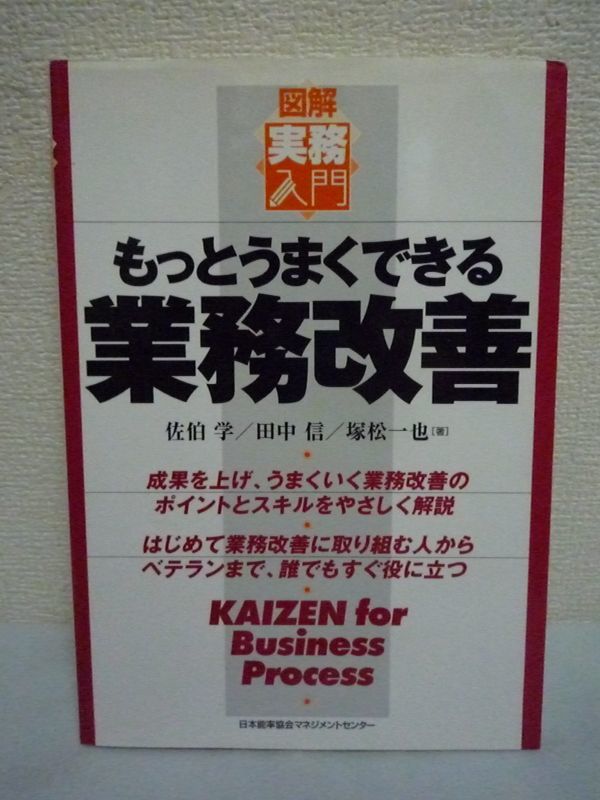 図解
実務
入門
もっとうまくできる
業務改善
佐伯 学／田中 信／塚松一也[著]
成果を上げ、うまくいく業務改善の
ポイントとスキルをやさしく解説
はじめて業務改善に取り組む人から
ベテランまで、誰でもすぐ役に立つ
KAIZEN for
Business
Process
日本能率協会マネジメントセンター